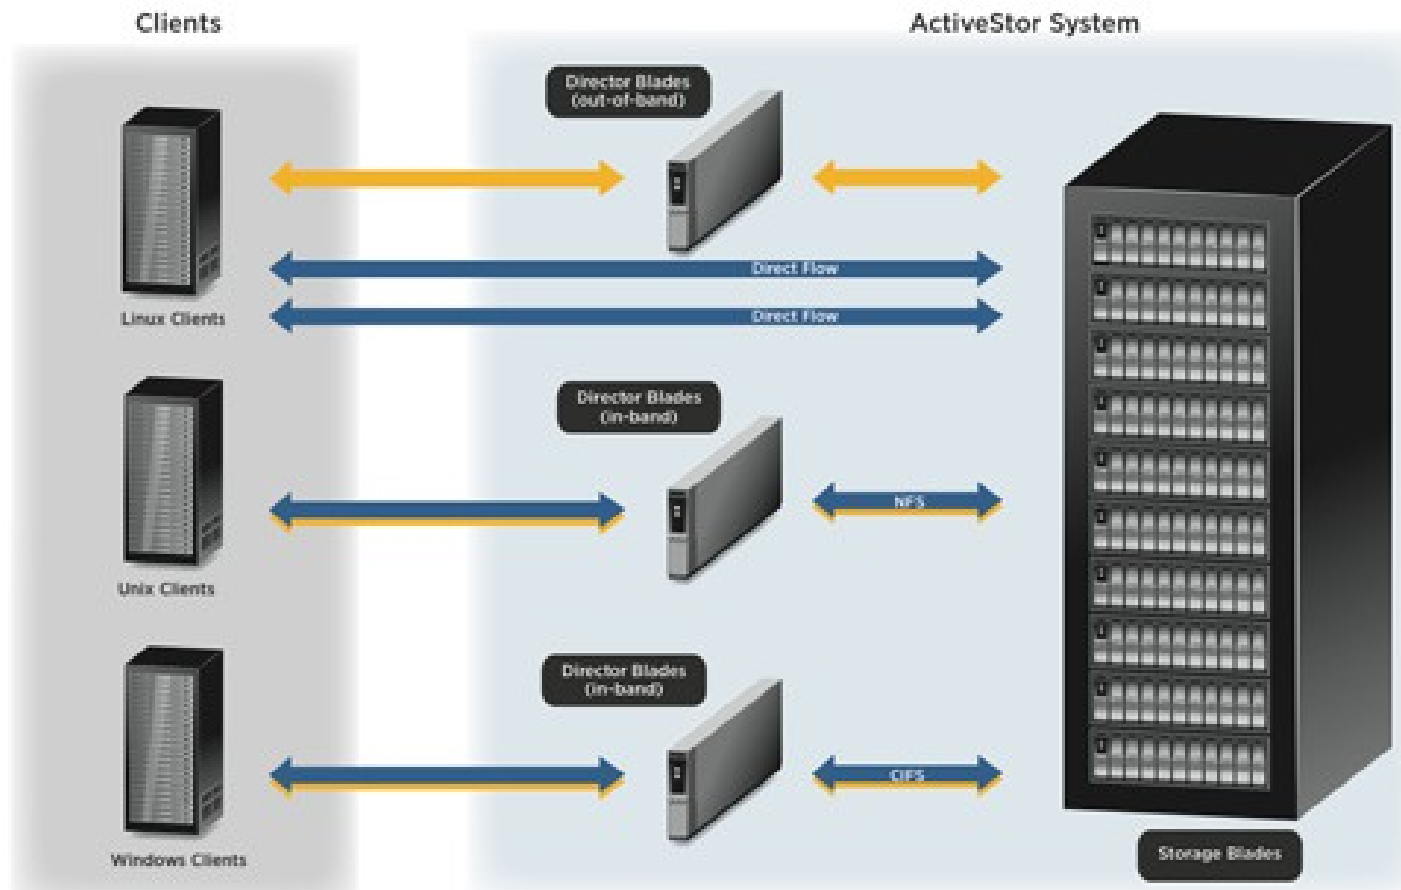 Clients
ActiveStor System
Director Blades
(out-of-band)
Direct Flow
Direct Flow
Linux Clients
Director Blades
(in-band)
NFS
Unix Clients
Director Blades
(in-band)
CIFS
Windows Clients
Storage Blades